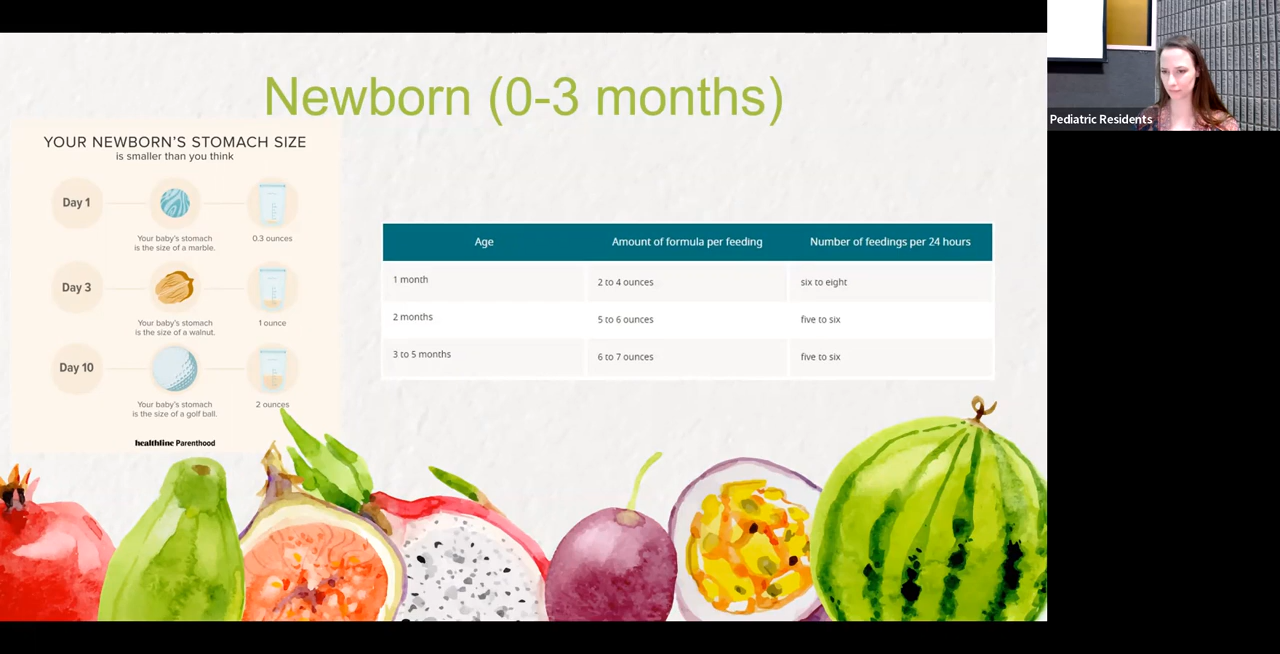 Newborn (0-3 months)
YOUR NEWBORN'S STOMACH SIZE
is smaller than you think
Day 1
Your baby's stomach
is the size of a marble.
0.3 ounces
Day 3
Your baby's stomach
is the size of a walnut.
1 ounce
Day 10
Your baby's stomach
is the size of a golf ball.
2 ounces
healthline Parenthood
Age Amount of formula per feeding Number of feedings per 24 hours
1 month 2 to 4 ounces six to eight
2 months 5 to 6 ounces five to six
3 to 5 months 6 to 7 ounces five to six
Pediatric Residents